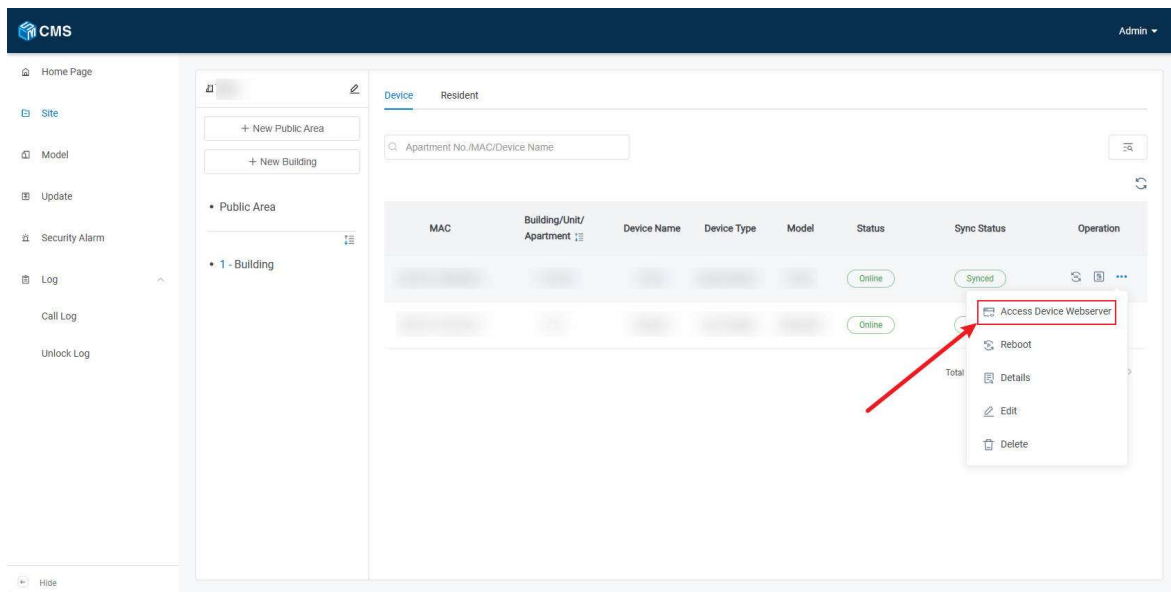 CMS
Admin
Home Page
Site
Model
Update
Security Alarm
Log
Call Log
Unlock Log
Hide
+ New Public Area
+ New Building
• Public Area
• 1 - Building
Device Resident
Apartment No./MAC/Device Name
MAC Building/Unit/ Device Name Device Type Model Status Sync Status Operation
Apartment
Online Synced
Online
Total
Access Device Webserver
Reboot
Details
Edit
Delete